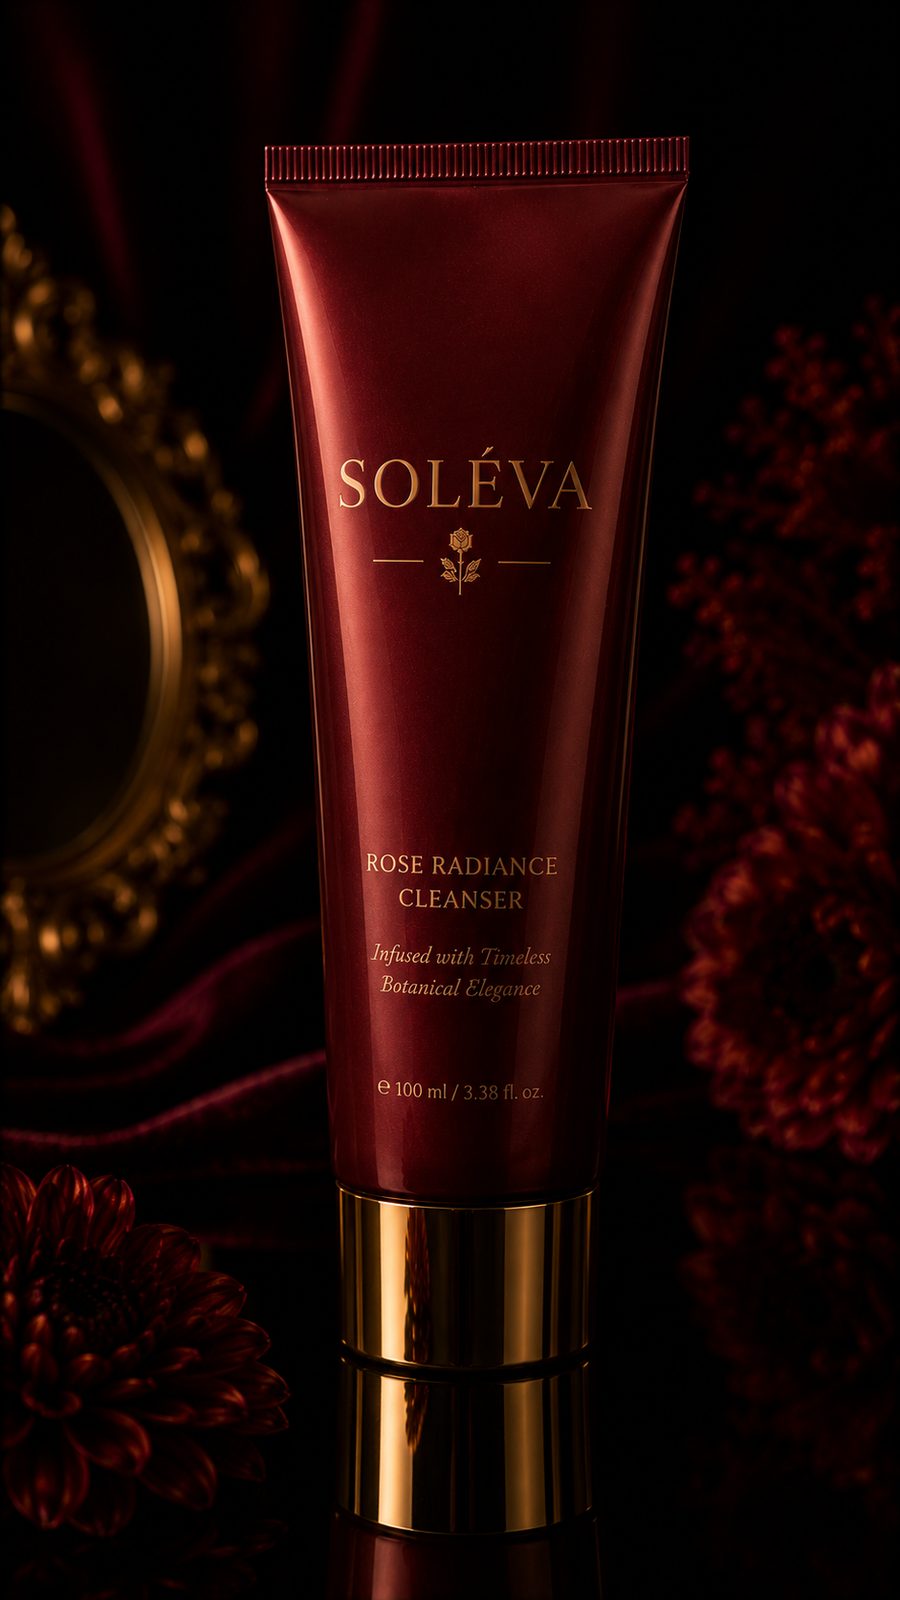 SOLÉVA
ROSE RADIANCE
CLEANSER
Infused with Timeless
Botanical Elegance
℮ 100 ml / 3.38 fl. oz.